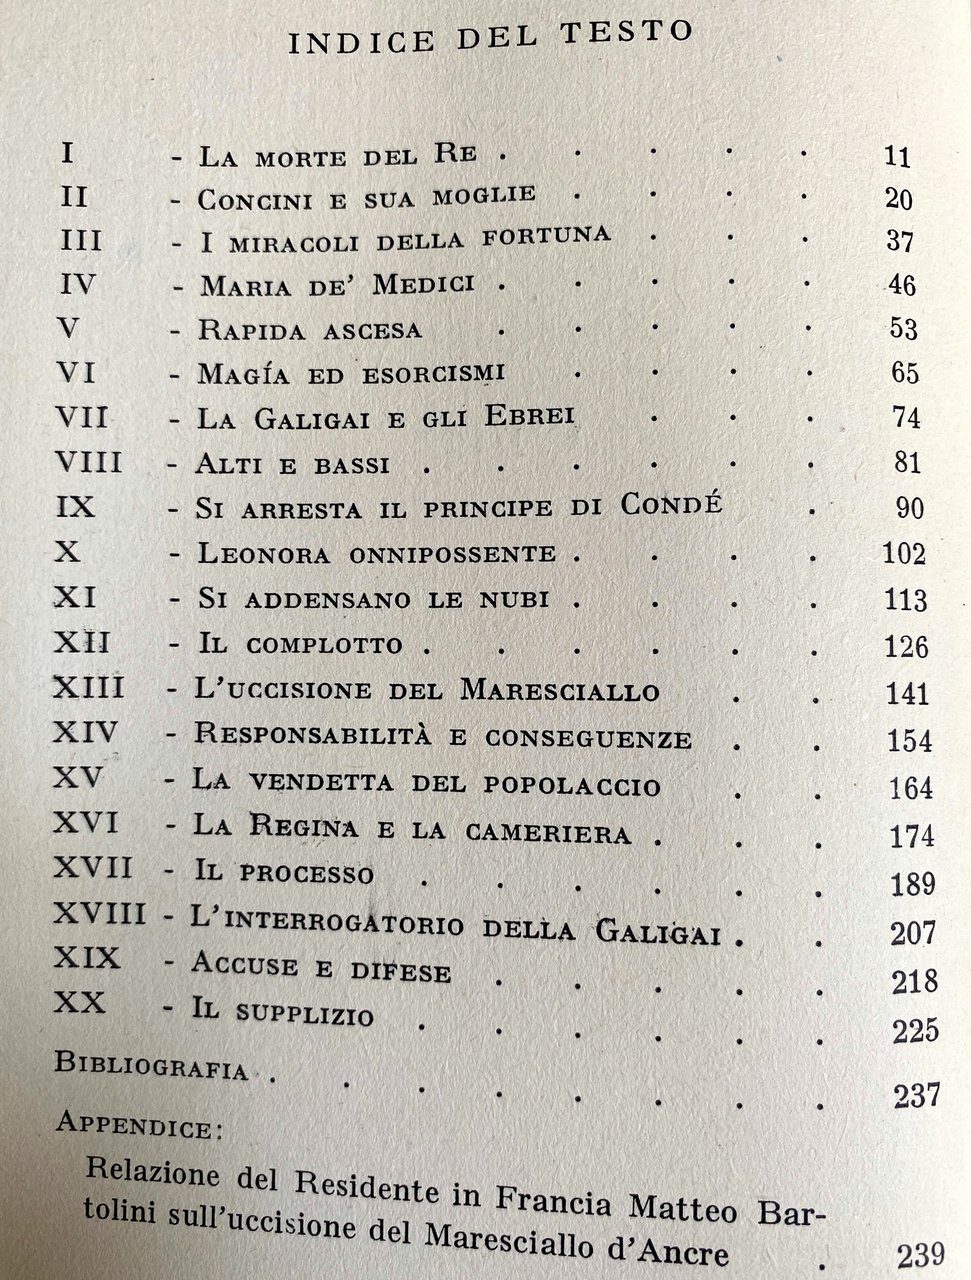 INDICE DEL TESTO
I - La morte del Re . . . . . 11
II - Concini e sua moglie . . . . 20
III - I miracoli della fortuna . . . 37
IV - Maria de' Medici . . . . . 46
V - Rapida ascesa . . . . . 53
VI - Magía ed esorcismi . . . . 65
VII - La Galigai e gli Ebrei . . . 74
VIII - Alti e bassi . . . . . . 81
IX - Si arresta il principe di Condé . 90
X - Leonora onnipossente . . . . 102
XI - Si addensano le nubi . . . . 113
XII - Il complotto . . . . . . 126
XIII - L'uccisione del Maresciallo . . 141
XIV - Responsabilità e conseguenze . . 154
XV - La vendetta del popolaccio . . 164
XVI - La Regina e la cameriera . . . 174
XVII - Il processo . . . . . . 189
XVIII - L'interrogatorio della Galigai . . 207
XIX - Accuse e difese . . . . . 218
XX - Il supplizio . . . . . 225
Bibliografia . . . . . . . . 237
Appendice:
Relazione del Residente in Francia Matteo Bar-
tolini sull'uccisione del Maresciallo d'Ancre . 239